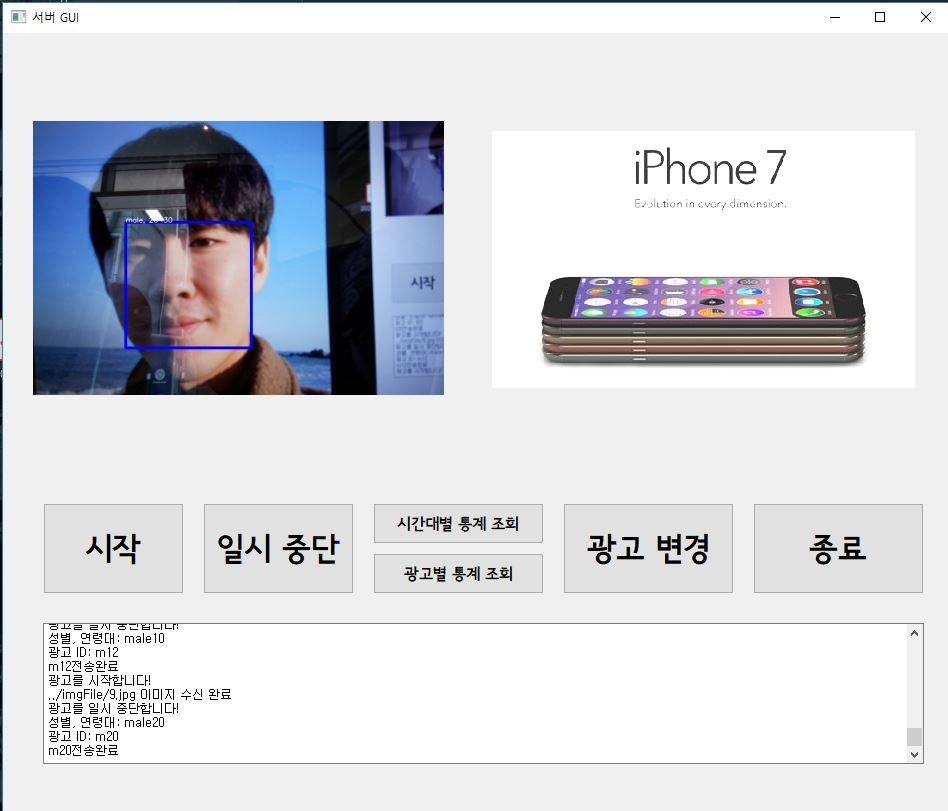 서버 GUI
male, 20~30
시작
iPhone 7
Evolution in every dimension.
시작
일시 중단
시간대별 통계 조회
광고별 통계 조회
광고 변경
종료
광고를 일시 중단합니다!
성별, 연령대: male10
광고 ID: m12
m12전송완료
광고를 시작합니다!
../imgFile/9.jpg 이미지 수신 완료
광고를 일시 중단합니다!
성별, 연령대: male20
광고 ID: m20
m20전송완료